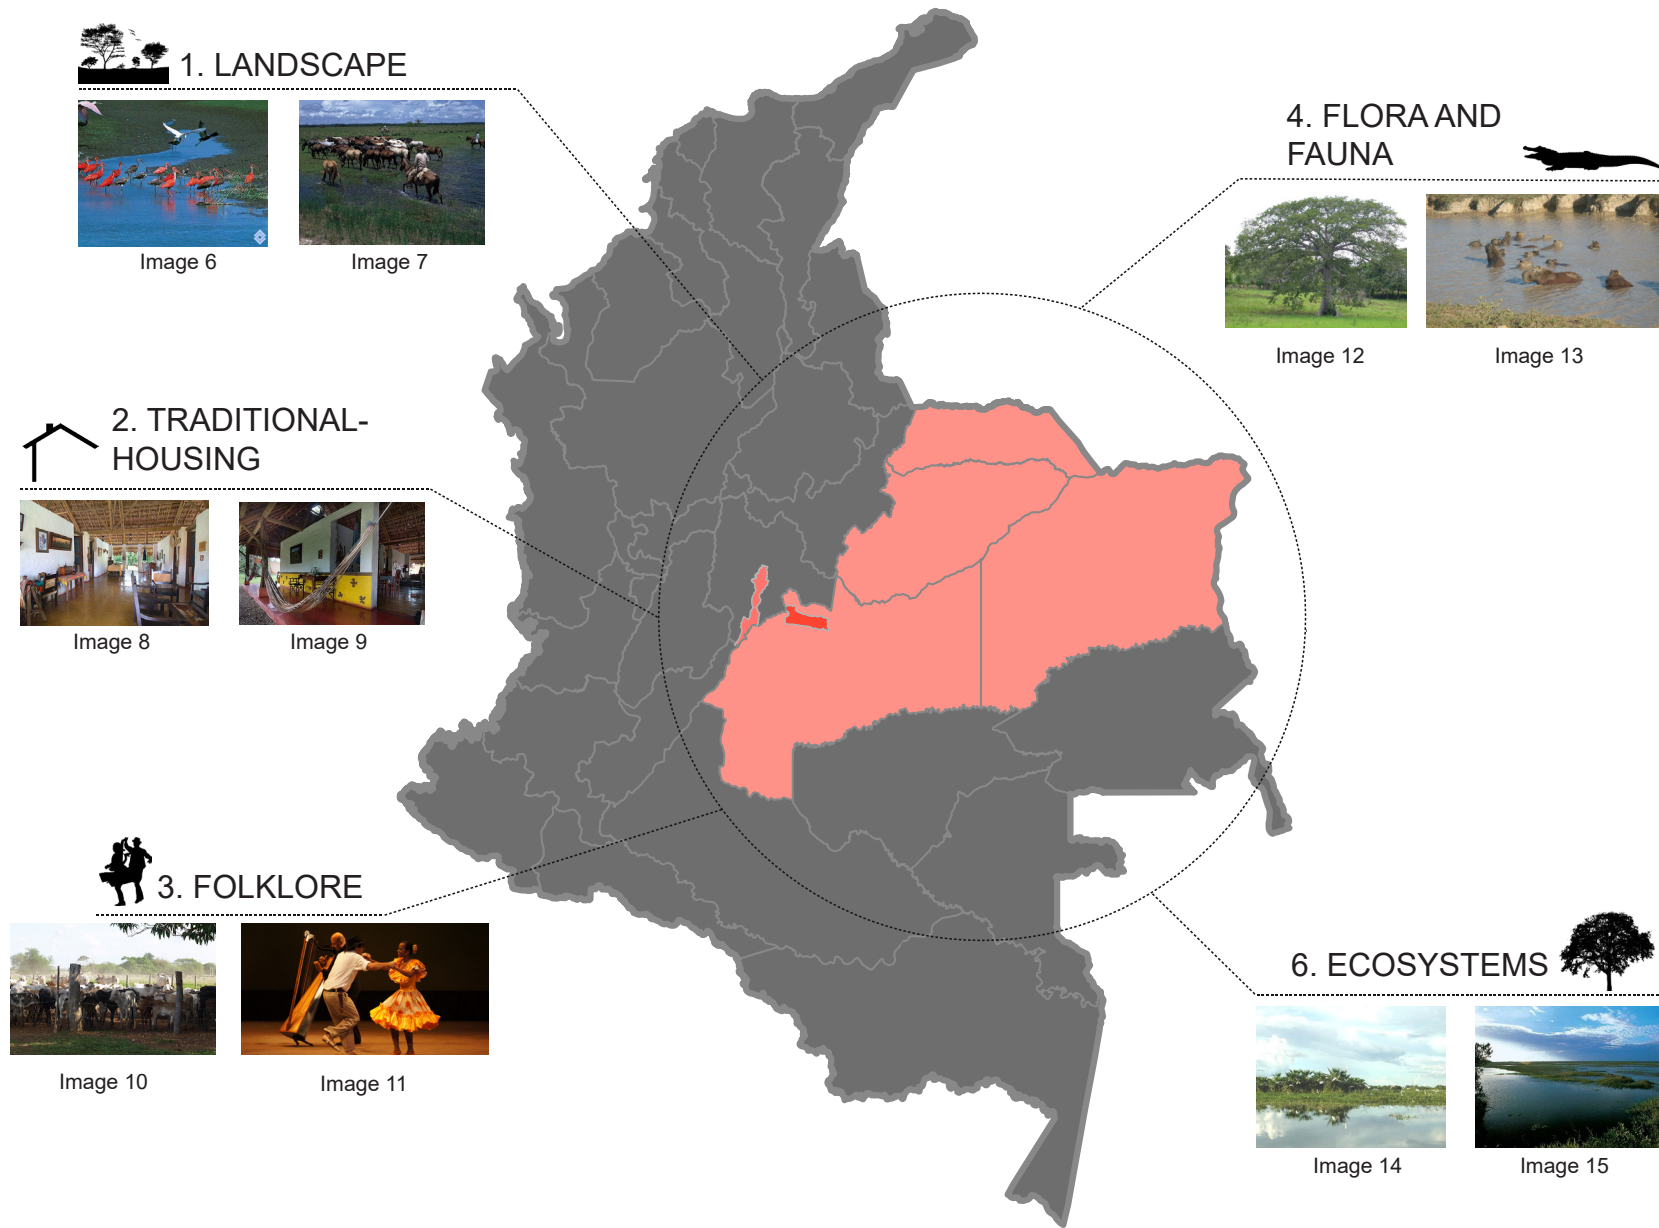 1. LANDSCAPE
Image 6
Image 7
2. TRADITIONAL-
HOUSING
Image 8
Image 9
3. FOLKLORE
Image 10
Image 11
4. FLORA AND
FAUNA
Image 12
Image 13
6. ECOSYSTEMS
Image 14
Image 15